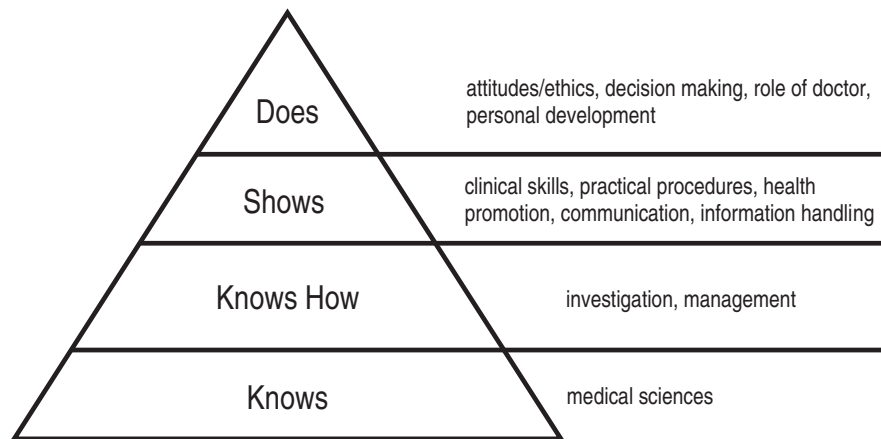 Does
attitudes/ethics, decision making, role of doctor,
personal development
Shows
clinical skills, practical procedures, health
promotion, communication, information handling
Knows How
investigation, management
Knows
medical sciences